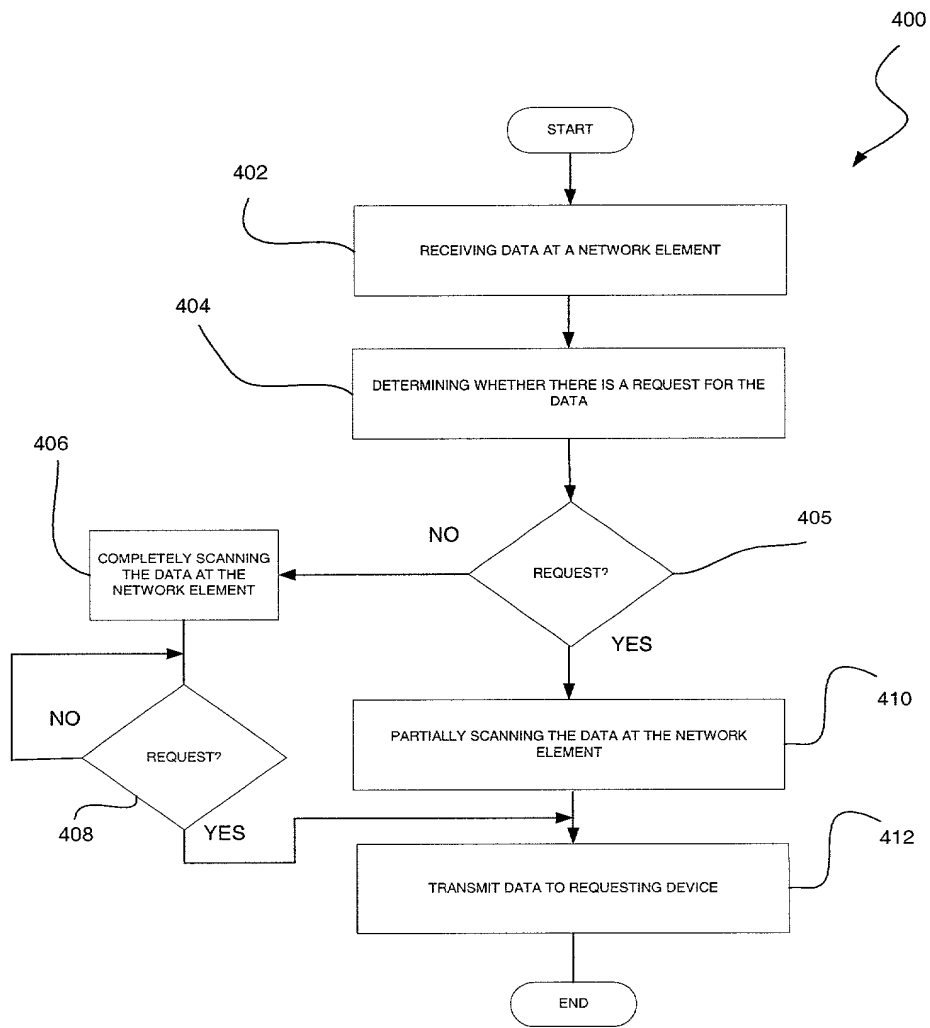 400
START
402
RECEIVING DATA AT A NETWORK ELEMENT
404
DETERMINING WHETHER THERE IS A REQUEST FOR THE
DATA
406
NO
405
COMPLETELY SCANNING
THE DATA AT THE
NETWORK ELEMENT
REQUEST?
YES
410
NO
PARTIALLY SCANNING THE DATA AT THE NETWORK
ELEMENT
REQUEST?
408
YES
412
TRANSMIT DATA TO REQUESTING DEVICE
END